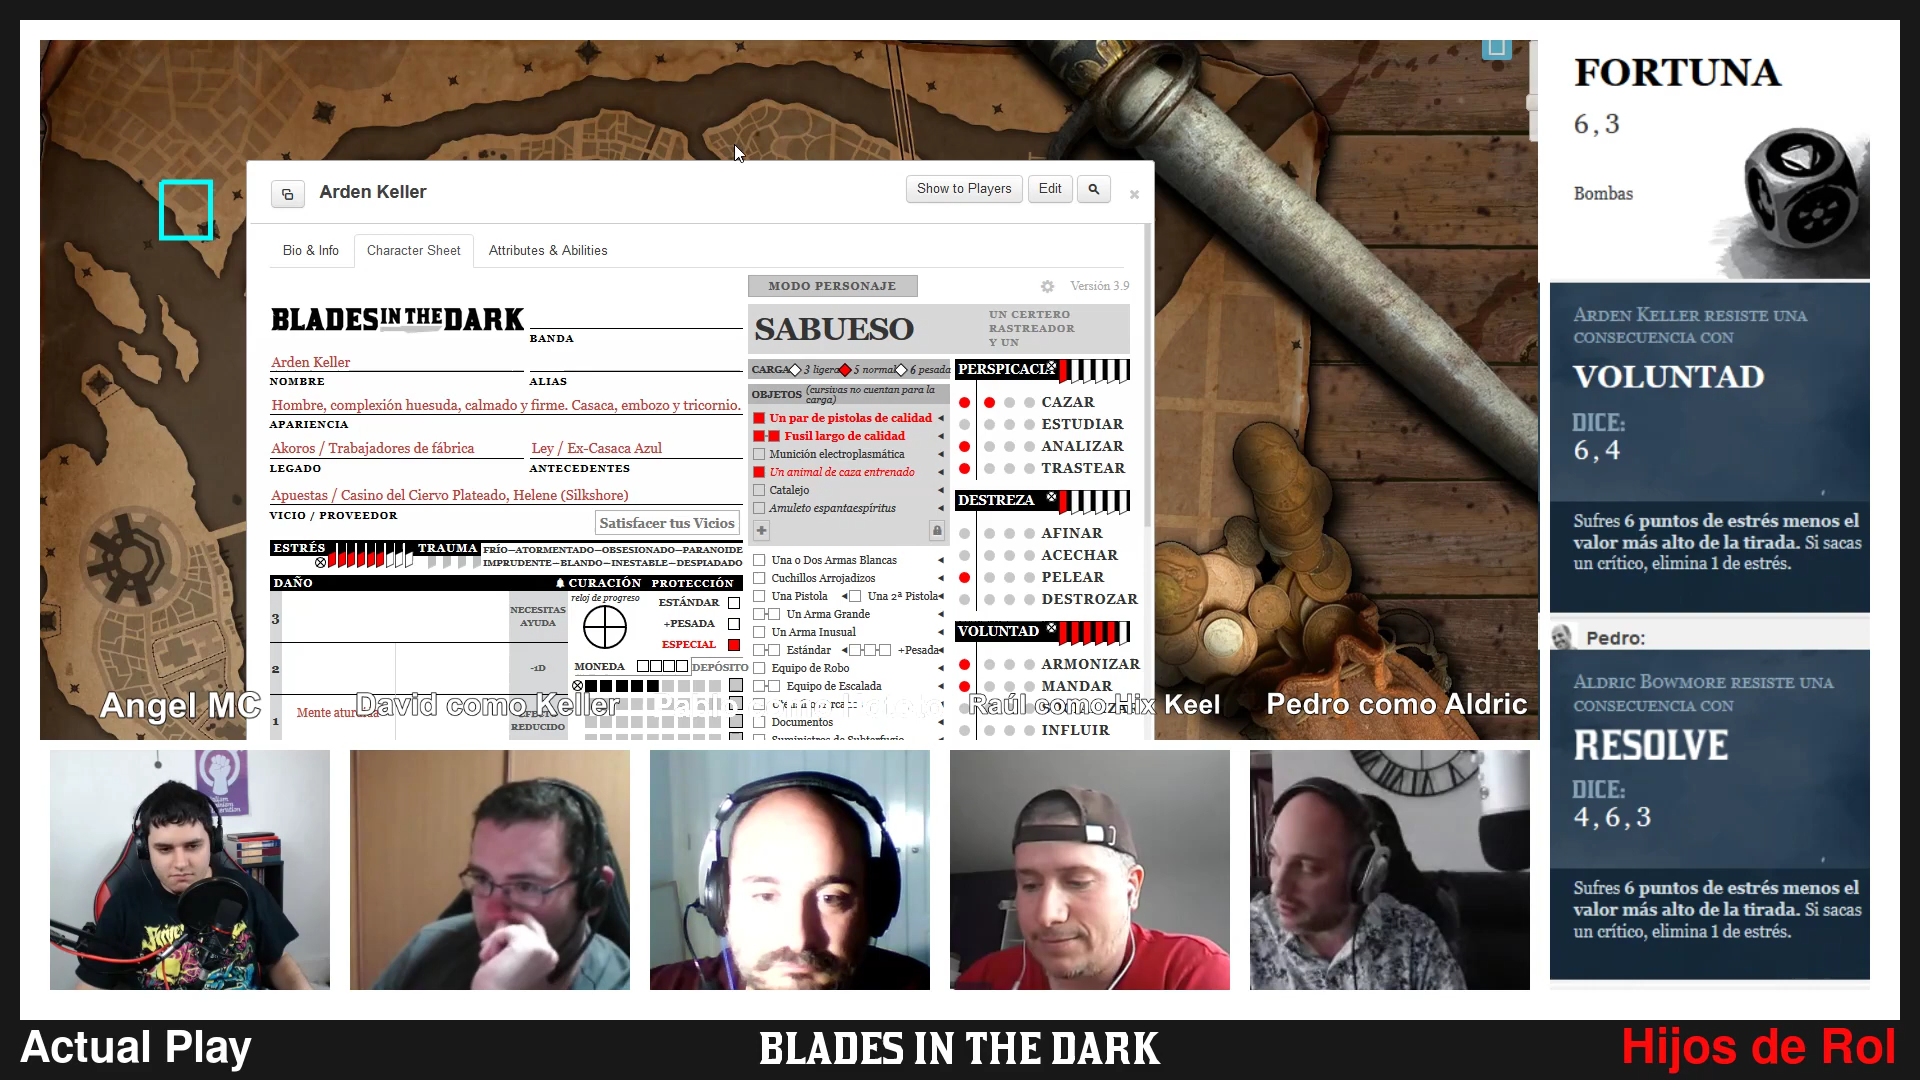 Arden Keller
Show to Players
Edit
Bio & Info
Character Sheet
Attributes & Abilities
MODO PERSONAJE
Versión 3.9
BLADES IN THE DARK
BANDA
SABUESO
UN CERTERO
RASTREADOR
Y UN
Arden Keller
NOMBRE
ALIAS
Hombre, complexión huesuda, calmado y firme. Casaca, embozo y tricornio.
APARIENCIA
Akoros / Trabajadores de fábrica
Ley / Ex-Casaca Azul
LEGADO
ANTECEDENTES
Apuestas / Casino del Ciervo Plateado, Helene (Silkshore)
VICIO / PROVEEDOR
Satisfacer tus Vicios
ESTRÉS
TRAUMA
FRÍO—ATORMENTADO—OBSESIONADO—PARANOIDE
IMPRUDENTE—BLANDO—INESTABLE—DESPIADADO
DAÑO
CURACIÓN
PROTECCIÓN
reloj de progreso
3
NECESITAS
AYUDA
ESTÁNDAR
+PESADA
ESPECIAL
2
-1D
MONEDA
DEPÓSITO
1
REDUCIDO
CARGA
3 ligera
5 normal
6 pesada
OBJETOS
(cursivas no cuentan para la
carga)
Un par de pistolas de calidad
Fusil largo de calidad
Munición electroplasmática
Un animal de caza entrenado
Catalejo
Amuleto espantaespíritus
Una o Dos Armas Blancas
Cuchillos Arrojadizos
Una Pistola
Una 2ª Pistola
Un Arma Grande
Un Arma Inusual
Estándar
+Pesada
Equipo de Robo
Equipo de Escalada
Documentos
PERSPICACIA
CAZAR
ESTUDIAR
ANALIZAR
TRASTEAR
DESTREZA
AFINAR
ACECHAR
PELEAR
DESTROZAR
VOLUNTAD
ARMONIZAR
MANDAR
INFLUIR
Angel MC
David como Keller
Raúl como Hix Keel
Pedro como Aldric
FORTUNA
6, 3
Bombas
ARDEN KELLER RESISTE UNA
CONSECUENCIA CON
VOLUNTAD
DICE:
6, 4
Sufres 6 puntos de estrés menos el
valor más alto de la tirada. Si sacas
un crítico, elimina 1 de estrés.
Pedro:
ALDRIC BOWMORE RESISTE UNA
CONSECUENCIA CON
RESOLVE
DICE:
4, 6, 3
Sufres 6 puntos de estrés menos el
valor más alto de la tirada. Si sacas
un crítico, elimina 1 de estrés.
Actual Play
BLADES IN THE DARK
Hijos de Rol